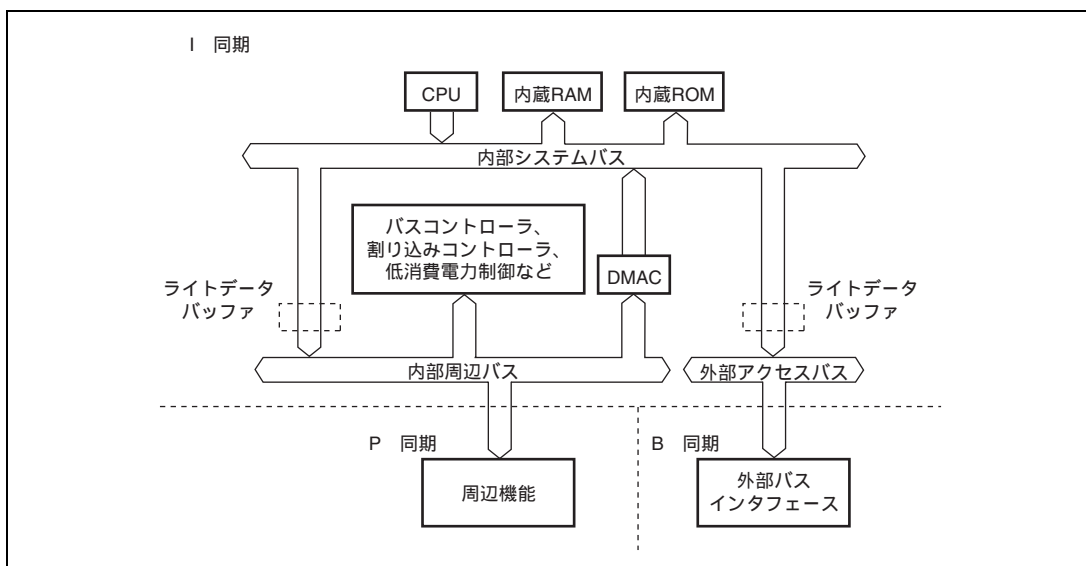 I 同期
CPU
内蔵RAM
内蔵ROM
内部システムバス
バスコントローラ、
割り込みコントローラ、
低消費電力制御など
DMAC
ライトデータ
バッファ
ライトデータ
バッファ
内部周辺バス
外部アクセスバス
P 同期
B 同期
周辺機能
外部バス
インタフェース